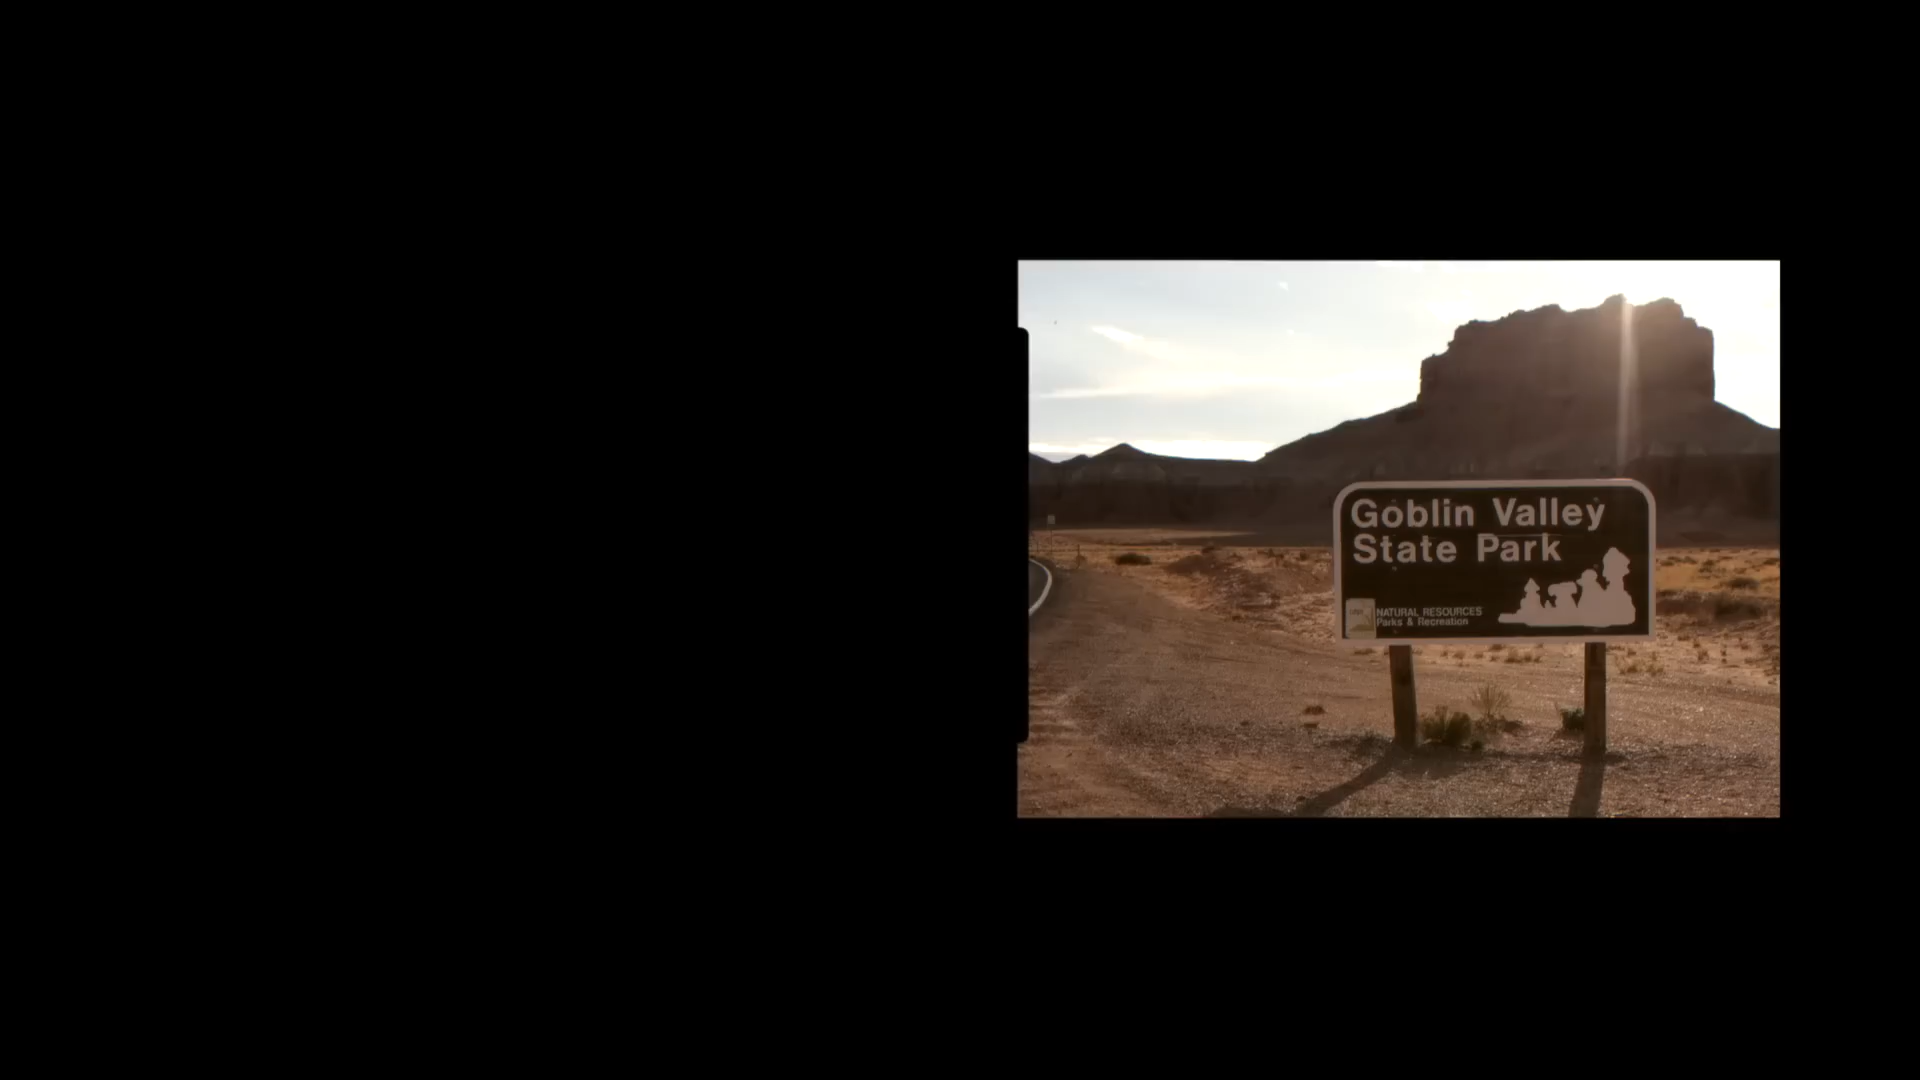 Goblin Valley
State Park
NATURAL RESOURCES
Parks & Recreation